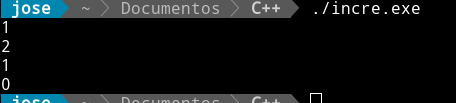 jose ~ Documentos C++ ./incre.exe
1
2
1
0
jose ~ Documentos C++